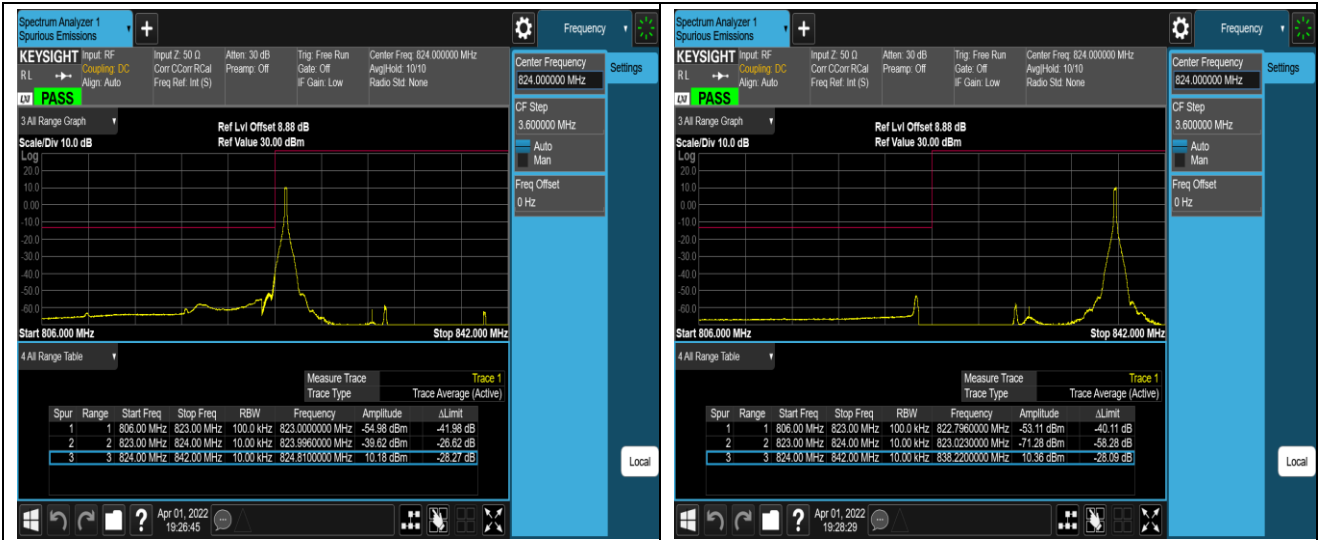 Spectrum Analyzer 1
Spurious Emissions
Frequency
KEYSIGHT Input: RF Input Z: 50 Ω Atten: 30 dB Trig: Free Run Center Freq: 824.000000 MHz
Coupling: DC Corr CCorr RCal Preamp: Off Gate: Off Avg|Hold: 10/10
R L Align: Auto Freq Ref: Int (S) IF Gain: Low Radio Std: None
LXI PASS
Center Frequency
824.000000 MHz
Settings
CF Step
3.600000 MHz
Auto
Man
Freq Offset
0 Hz
3 All Range Graph
Ref Lvl Offset 8.88 dB
Scale/Div 10.0 dB Ref Value 30.00 dBm
Log
20.0
10.0
0.00
-10.0
-20.0
-30.0
-40.0
-50.0
-60.0
Start 806.000 MHz Stop 842.000 MHz
4 All Range Table
Measure Trace Trace 1
Trace Type Trace Average (Active)
Spur Range Start Freq Stop Freq RBW Frequency Amplitude ΔLimit
1 1 806.00 MHz 823.00 MHz 100.0 kHz 823.0000000 MHz -54.98 dBm -41.98 dB
2 2 823.00 MHz 824.00 MHz 10.00 kHz 823.9960000 MHz -39.62 dBm -26.62 dB
3 3 824.00 MHz 842.00 MHz 10.00 kHz 824.8100000 MHz 10.18 dBm -28.27 dB
Local
? Apr 01, 2022
19:26:45
Spectrum Analyzer 1
Spurious Emissions
Frequency
KEYSIGHT Input: RF Input Z: 50 Ω Atten: 30 dB Trig: Free Run Center Freq: 824.000000 MHz
Coupling: DC Corr CCorr RCal Preamp: Off Gate: Off Avg|Hold: 10/10
R L Align: Auto Freq Ref: Int (S) IF Gain: Low Radio Std: None
LXI PASS
Center Frequency
824.000000 MHz
Settings
CF Step
3.600000 MHz
Auto
Man
Freq Offset
0 Hz
3 All Range Graph
Ref Lvl Offset 8.88 dB
Scale/Div 10.0 dB Ref Value 30.00 dBm
Log
20.0
10.0
0.00
-10.0
-20.0
-30.0
-40.0
-50.0
-60.0
Start 806.000 MHz Stop 842.000 MHz
4 All Range Table
Measure Trace Trace 1
Trace Type Trace Average (Active)
Spur Range Start Freq Stop Freq RBW Frequency Amplitude ΔLimit
1 1 806.00 MHz 823.00 MHz 100.0 kHz 822.7960000 MHz -53.11 dBm -40.11 dB
2 2 823.00 MHz 824.00 MHz 10.00 kHz 823.0230000 MHz -71.28 dBm -58.28 dB
3 3 824.00 MHz 842.00 MHz 10.00 kHz 838.2200000 MHz 10.36 dBm -28.09 dB
Local
? Apr 01, 2022
19:28:29